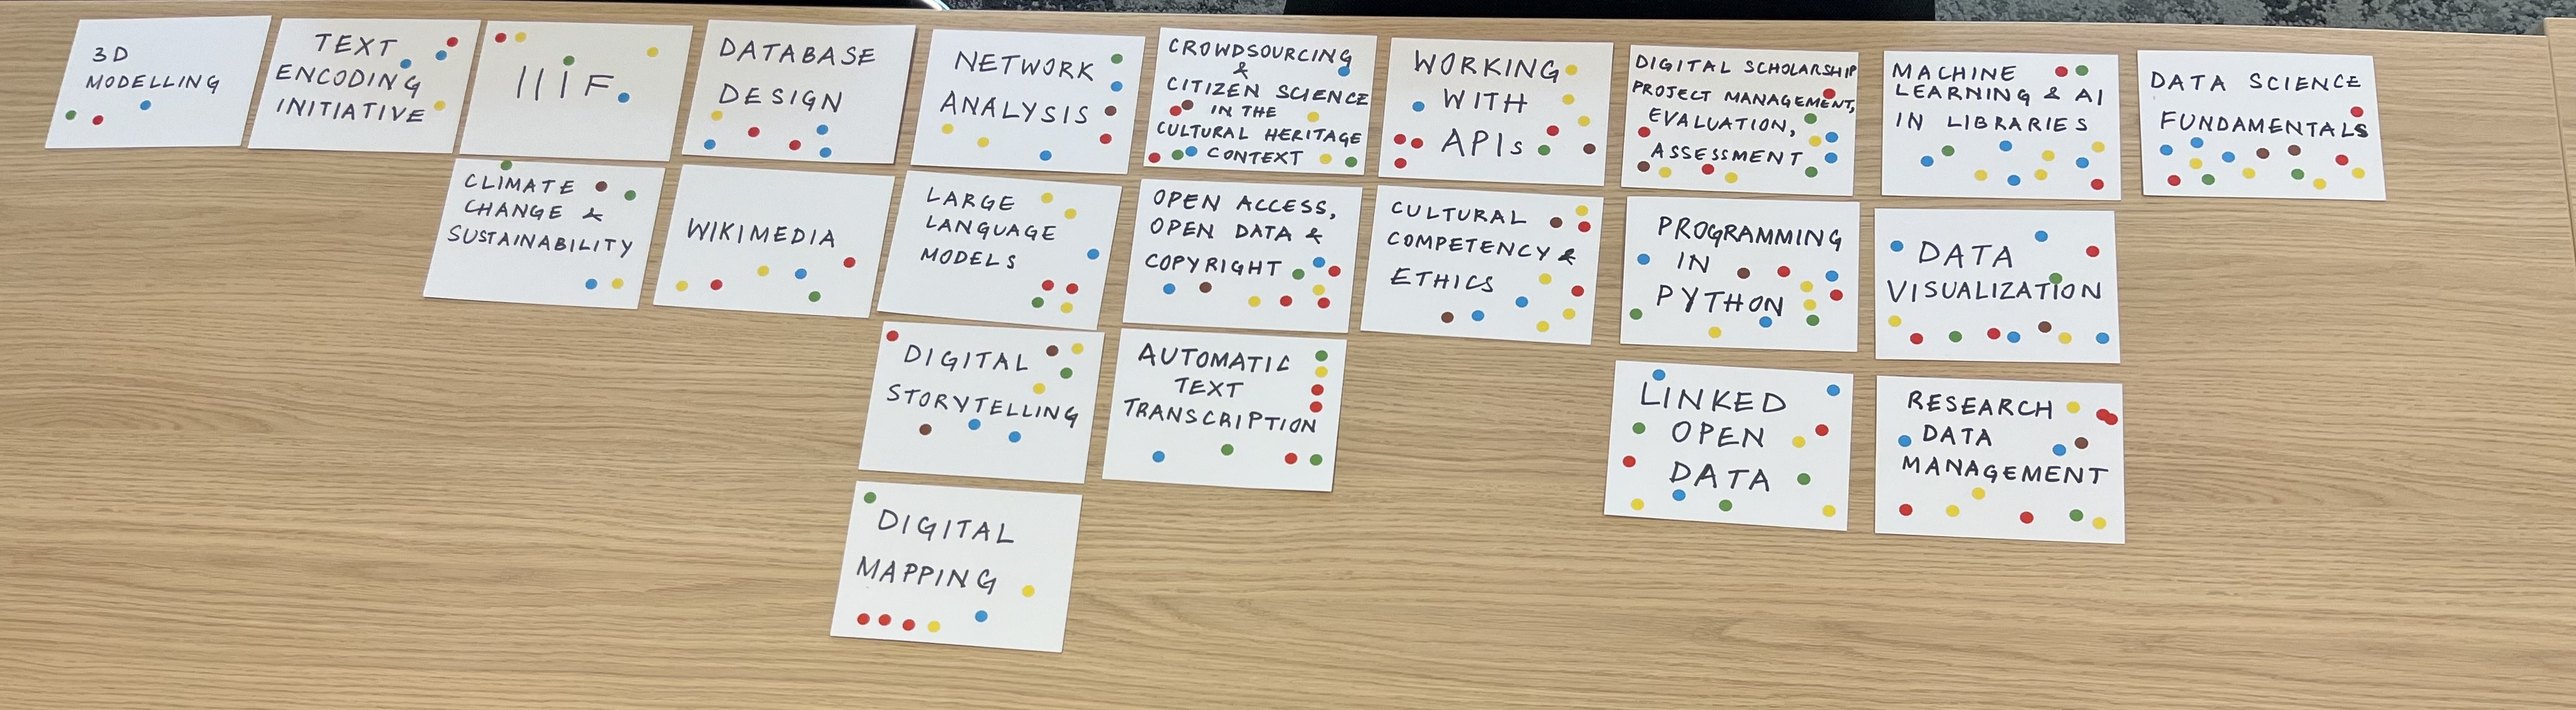 3D
MODELLING
TEXT
ENCODING
INITIATIVE
IIIF
DATABASE
DESIGN
NETWORK
ANALYSIS
CROWDSOURCING
&
CITIZEN SCIENCE
IN THE
CULTURAL HERITAGE
CONTEXT
WORKING
WITH
APIs
DIGITAL SCHOLARSHIP
PROJECT MANAGEMENT,
EVALUATION,
ASSESSMENT
MACHINE
LEARNING & AI
IN LIBRARIES
DATA SCIENCE
FUNDAMENTALS
CLIMATE
CHANGE &
SUSTAINABILITY
WIKIMEDIA
LARGE
LANGUAGE
MODELS
OPEN ACCESS,
OPEN DATA &
COPYRIGHT
CULTURAL
COMPETENCY &
ETHICS
PROGRAMMING
IN
PYTHON
DATA
VISUALIZATION
DIGITAL
STORYTELLING
AUTOMATIC
TEXT
TRANSCRIPTION
LINKED
OPEN
DATA
RESEARCH
DATA
MANAGEMENT
DIGITAL
MAPPING